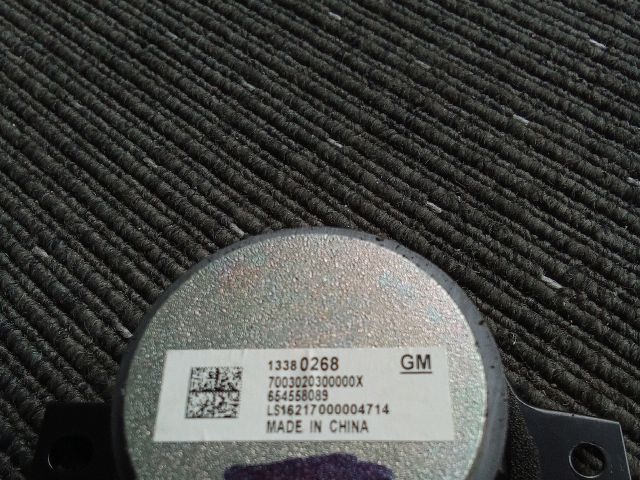 13380268 GM
7003020300000X
654558089
LS16217000004714
MADE IN CHINA